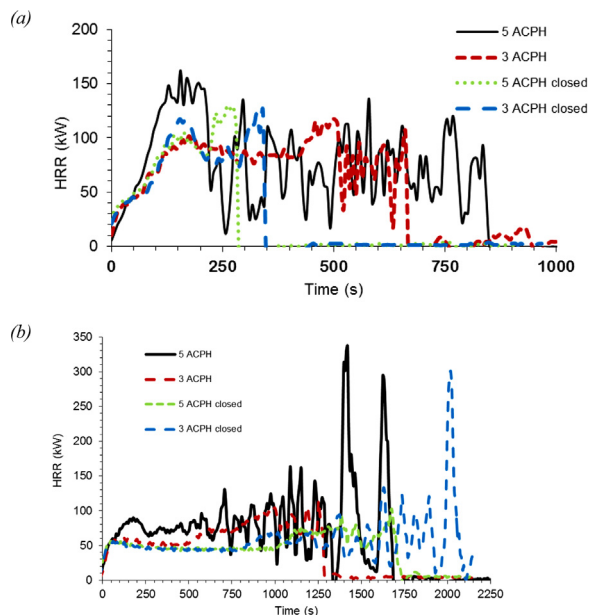 (a)
5 ACPH
3 ACPH
5 ACPH closed
3 ACPH closed
200
150
100
50
0
HRR (kW)
0 250 500 750 1000
Time (s)
(b)
5 ACPH
3 ACPH
5 ACPH closed
3 ACPH closed
350
300
250
200
150
100
50
0
HRR (kW)
0 250 500 750 1000 1250 1500 1750 2000 2250
Time (s)